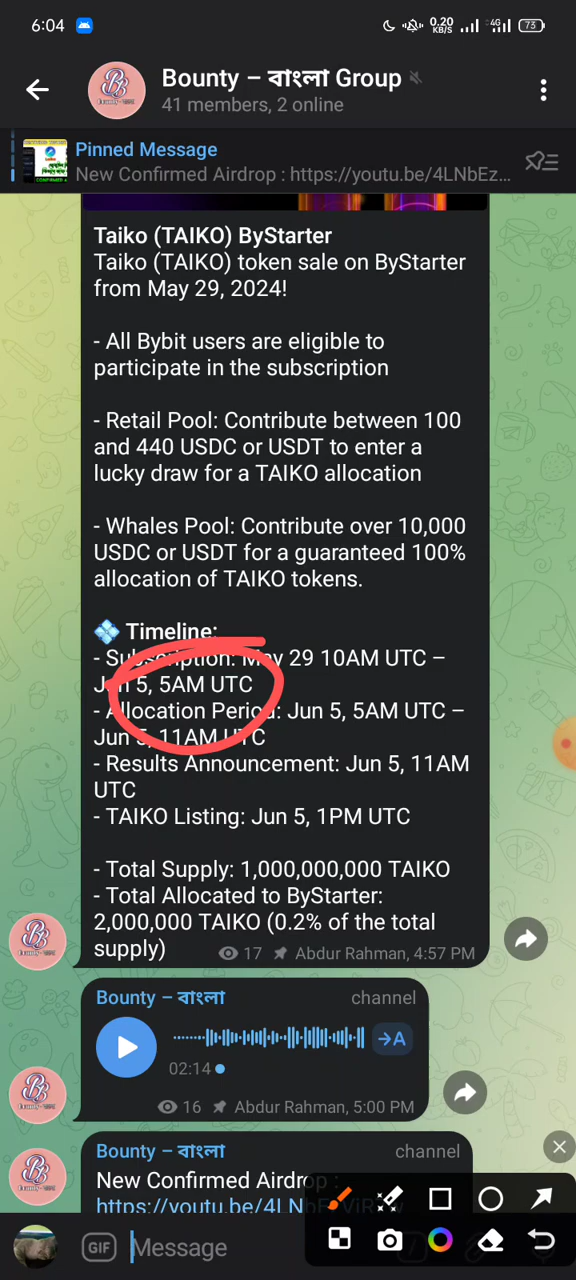 6:04
0.20
KB/S
4G
73
Bounty – বাংলা Group
41 members, 2 online
Pinned Message
New Confirmed Airdrop : https://youtu.be/4LNbEz...
Taiko (TAIKO) ByStarter
Taiko (TAIKO) token sale on ByStarter
from May 29, 2024!
- All Bybit users are eligible to
participate in the subscription
- Retail Pool: Contribute between 100
and 440 USDC or USDT to enter a
lucky draw for a TAIKO allocation
- Whales Pool: Contribute over 10,000
USDC or USDT for a guaranteed 100%
allocation of TAIKO tokens.
Timeline:
- Subscription: May 29 10AM UTC –
Jun 5, 5AM UTC
- Allocation Period: Jun 5, 5AM UTC –
Jun 5, 11AM UTC
- Results Announcement: Jun 5, 11AM
UTC
- TAIKO Listing: Jun 5, 1PM UTC
- Total Supply: 1,000,000,000 TAIKO
- Total Allocated to ByStarter:
2,000,000 TAIKO (0.2% of the total
supply)
17 Abdur Rahman, 4:57 PM
Bounty – বাংলা channel
→A
02:14
16 Abdur Rahman, 5:00 PM
Bounty – বাংলা channel
New Confirmed Airdrop :
GIF Message